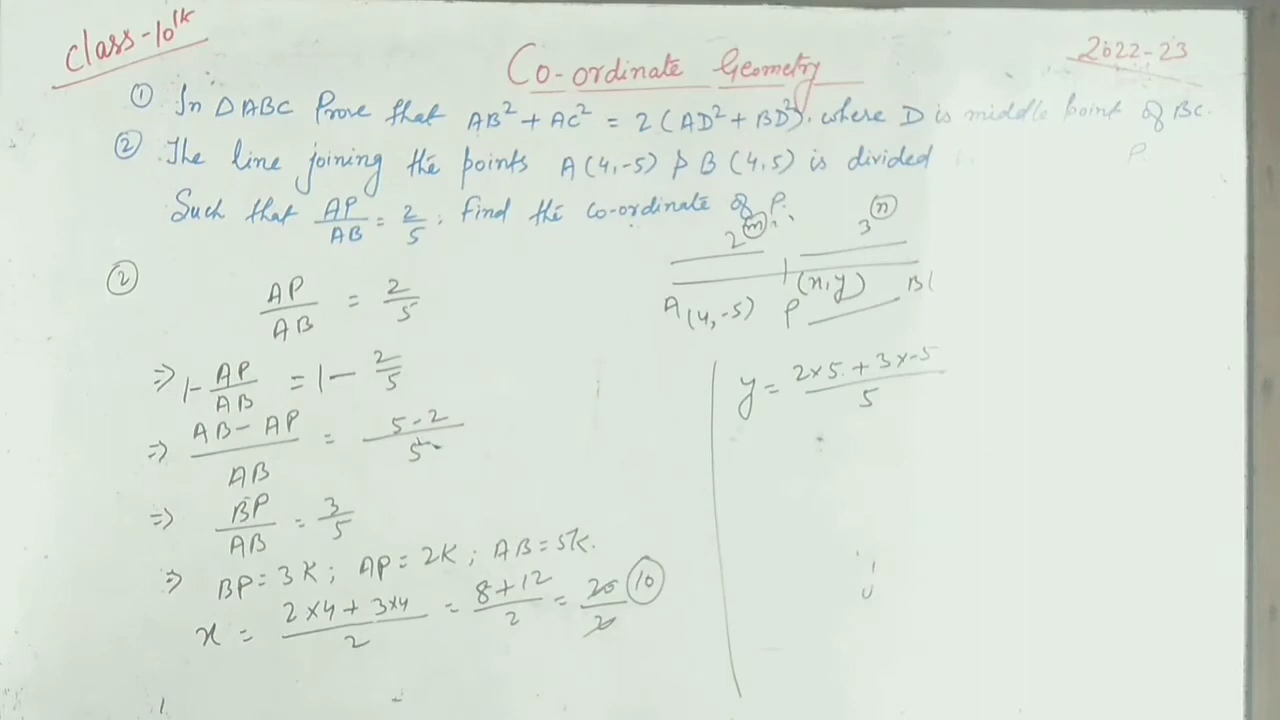 Class-10th
Co-ordinate Geometry
2022-23
① In △ABC Prove that AB² + AC² = 2(AD² + BD²). where D is middle point of BC.
② The line joining the points A(4,-5) & B(4,5) is divided
P
Such that AP/AB = 2/5, find the co-ordinate of P.
2 ⓜ 3 ⓝ
A(4,-5) P (x,y) B(
②
AP/AB = 2/5
⇒ 1 - AP/AB = 1 - 2/5
⇒ AB - AP/AB = 5-2/5
⇒ BP/AB = 3/5
⇒ BP = 3K; AP = 2K; AB = 5K.
x = 2×4 + 3×4/2 = 8+12/2 = 20/2 ⑩
y = 2×5 + 3×-5/5